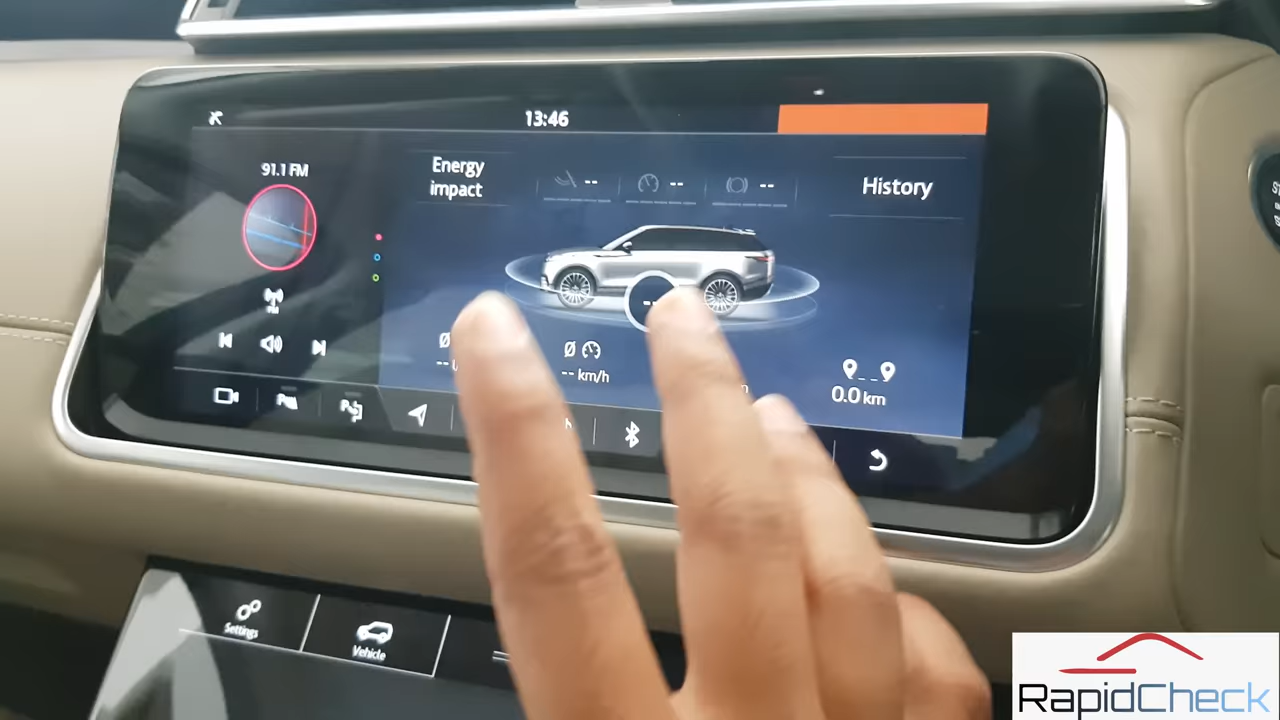 13:46
91.1 FM
Energy
impact
--
--
--
History
-- km/h
0.0 km
Settings
Vehicle
RapidCheck